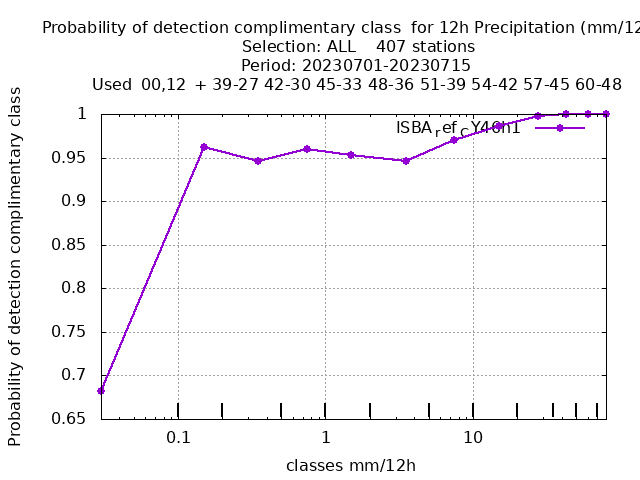 Probability of detection complimentary class  for 12h Precipitation (mm/12
Selection: ALL    407 stations
Period: 20230701-20230715
Used  00,12  + 39-27 42-30 45-33 48-36 51-39 54-42 57-45 60-48
ISBA_ref_CY46h1
1
0.95
0.9
0.85
0.8
0.75
0.7
0.65
Probability of detection complimentary class
0.1 1 10
classes mm/12h